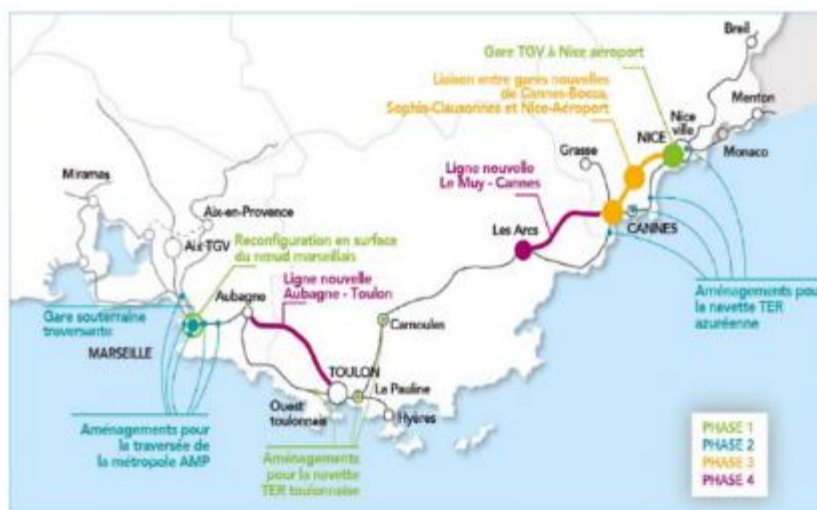 Breil
Gare TGV à Nice aéroport
Menton
Liaison entre gares nouvelles
de Cannes-Bocca,
Sophia-Clausonnes et Nice-Aéroport
Nice
ville
NICE
Monaco
Grasse
Miramas
Ligne nouvelle
Le Muy - Cannes
Aix-en-Provence
Aix-TGV
Reconfiguration en surface
du nœud marseillais
Les Arcs
CANNES
Ligne nouvelle
Aubagne - Toulon
Aubagne
Aménagements pour
la navette TER
azuréenne
Gare souterraine
traversante
Carnoules
MARSEILLE
TOULON
La Pauline
Ouest
toulonnais
Hyères
Aménagements pour
la traversée de
la métropole AMP
Aménagements
pour la navette
TER toulonnaise
PHASE 1
PHASE 2
PHASE 3
PHASE 4